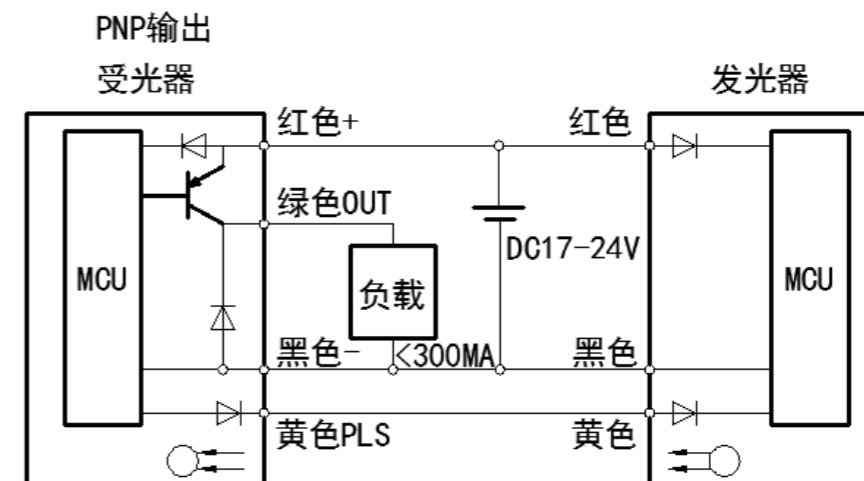 PNP输出
受光器 发光器
红色+ 红色
绿色OUT
DC17-24V
MCU 负载 MCU
黑色- <300MA 黑色
黄色PLS 黄色